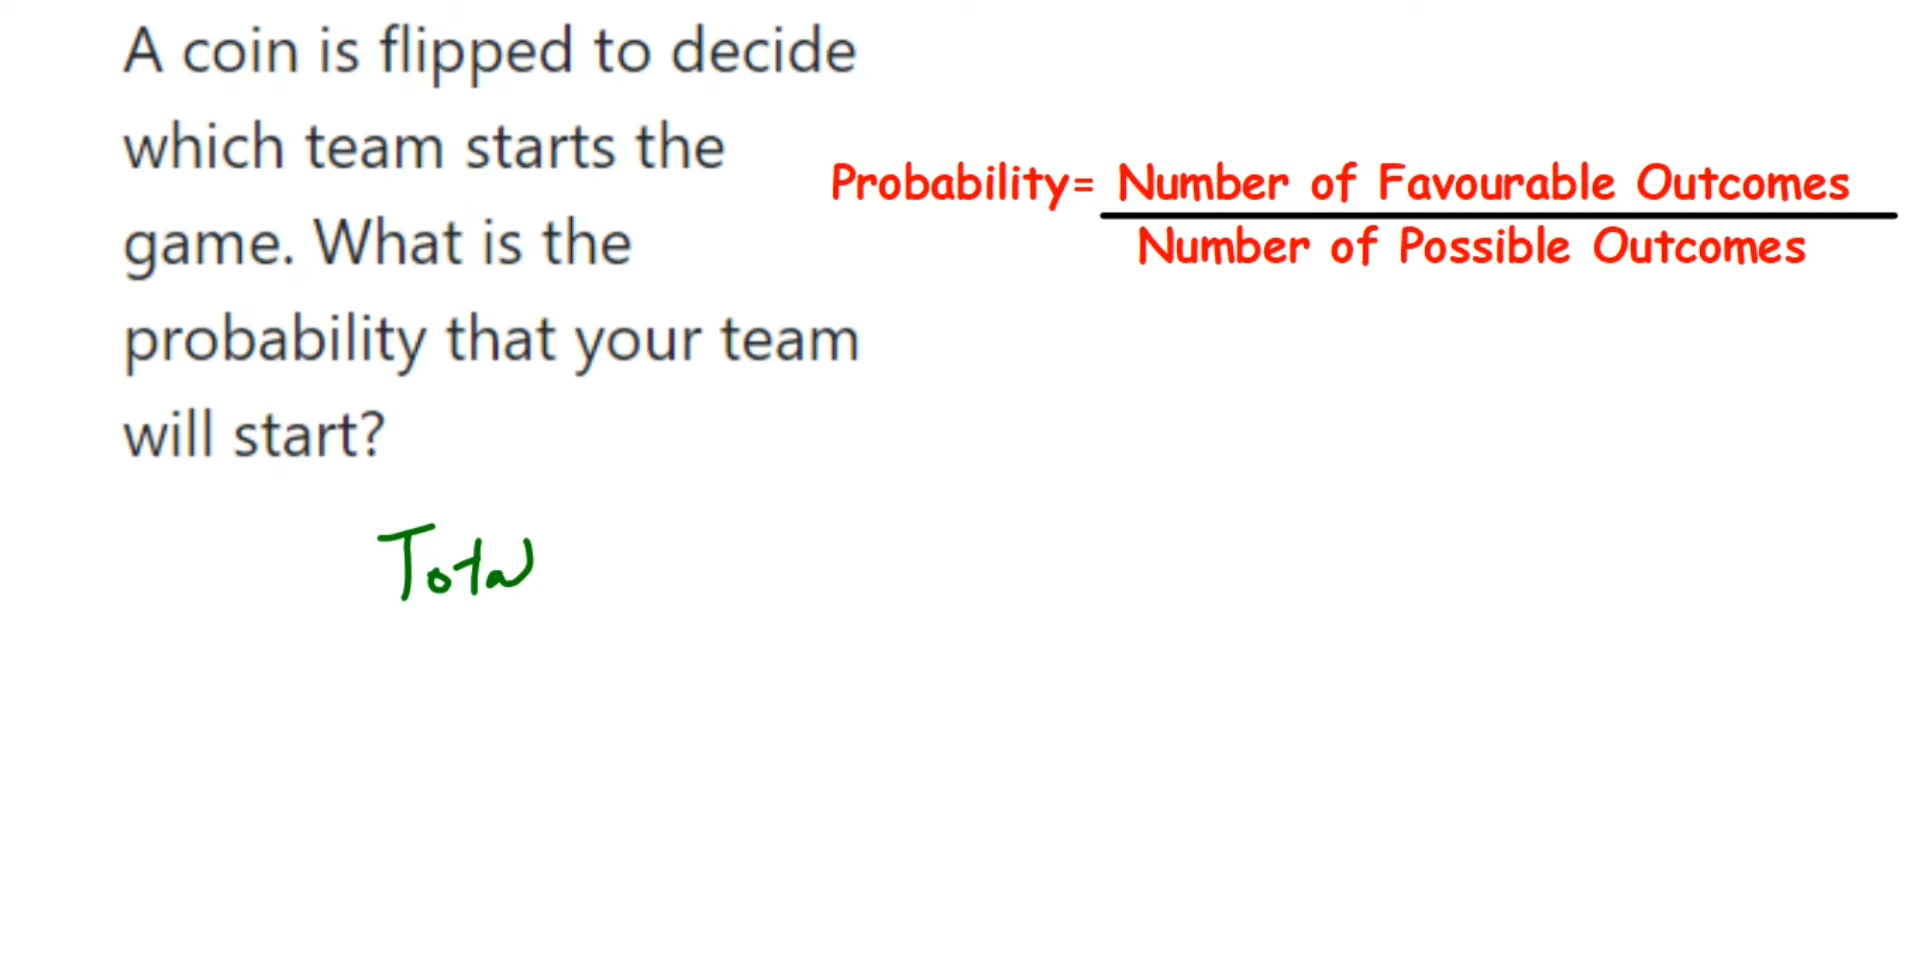 A coin is flipped to decide
which team starts the
game. What is the
probability that your team
will start?
Probability= Number of Favourable Outcomes
Number of Possible Outcomes
Total